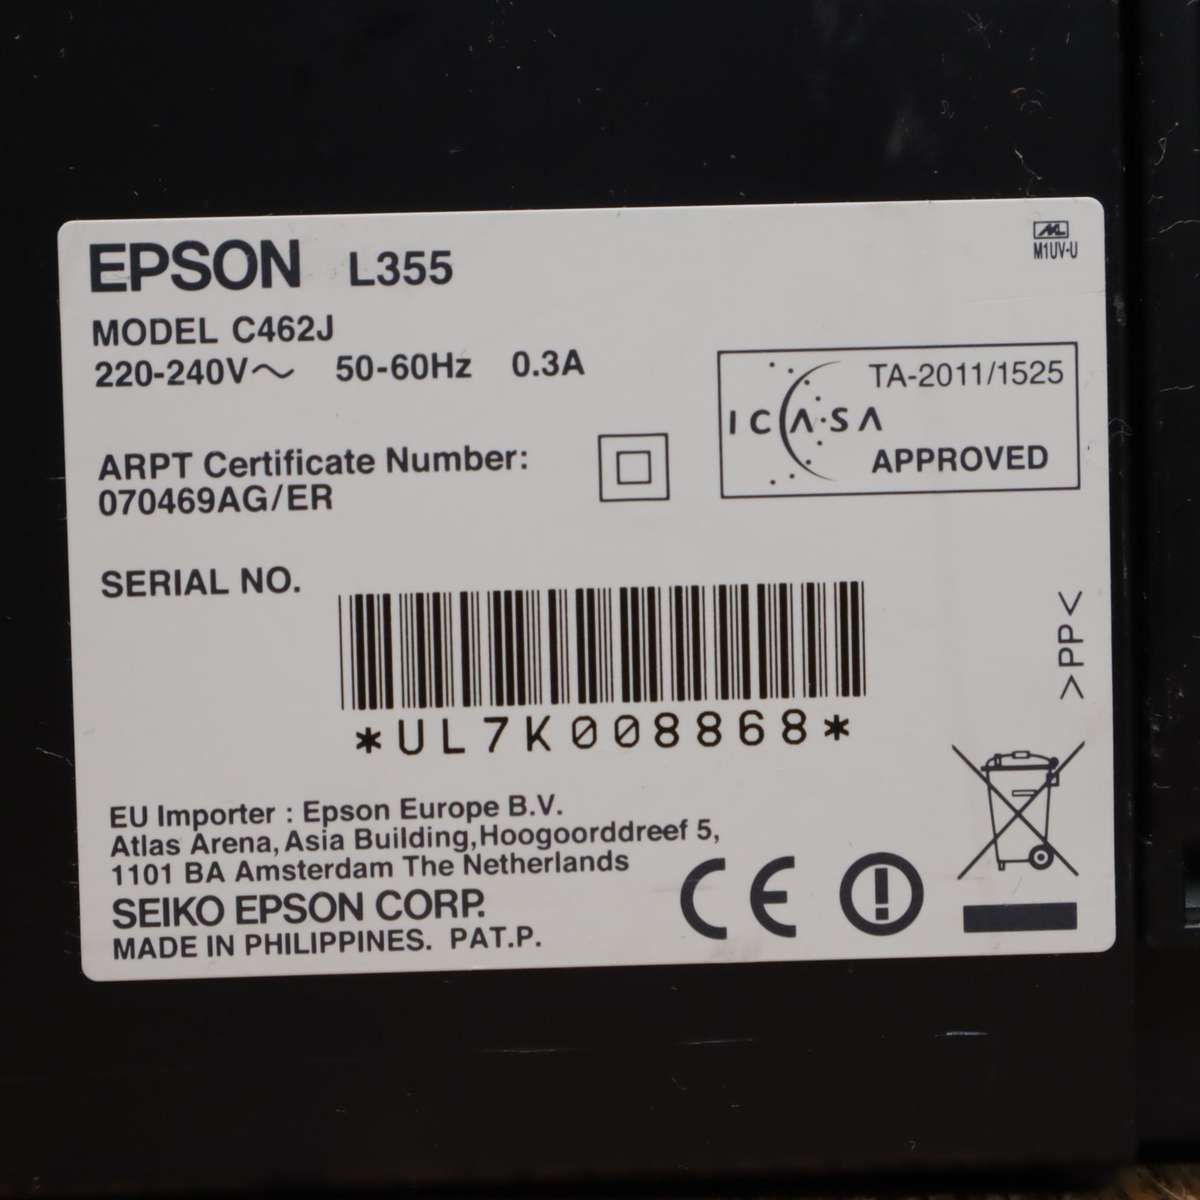 EPSON L355
M1UV-U
MODEL C462J
220-240V~ 50-60Hz 0.3A
TA-2011/1525
ICASA
APPROVED
ARPT Certificate Number:
070469AG/ER
SERIAL NO.
*UL7K008868*
>PP<
EU Importer : Epson Europe B.V.
Atlas Arena, Asia Building,Hoogoorddreef 5,
1101 BA Amsterdam The Netherlands
SEIKO EPSON CORP.
MADE IN PHILIPPINES. PAT.P.
CE